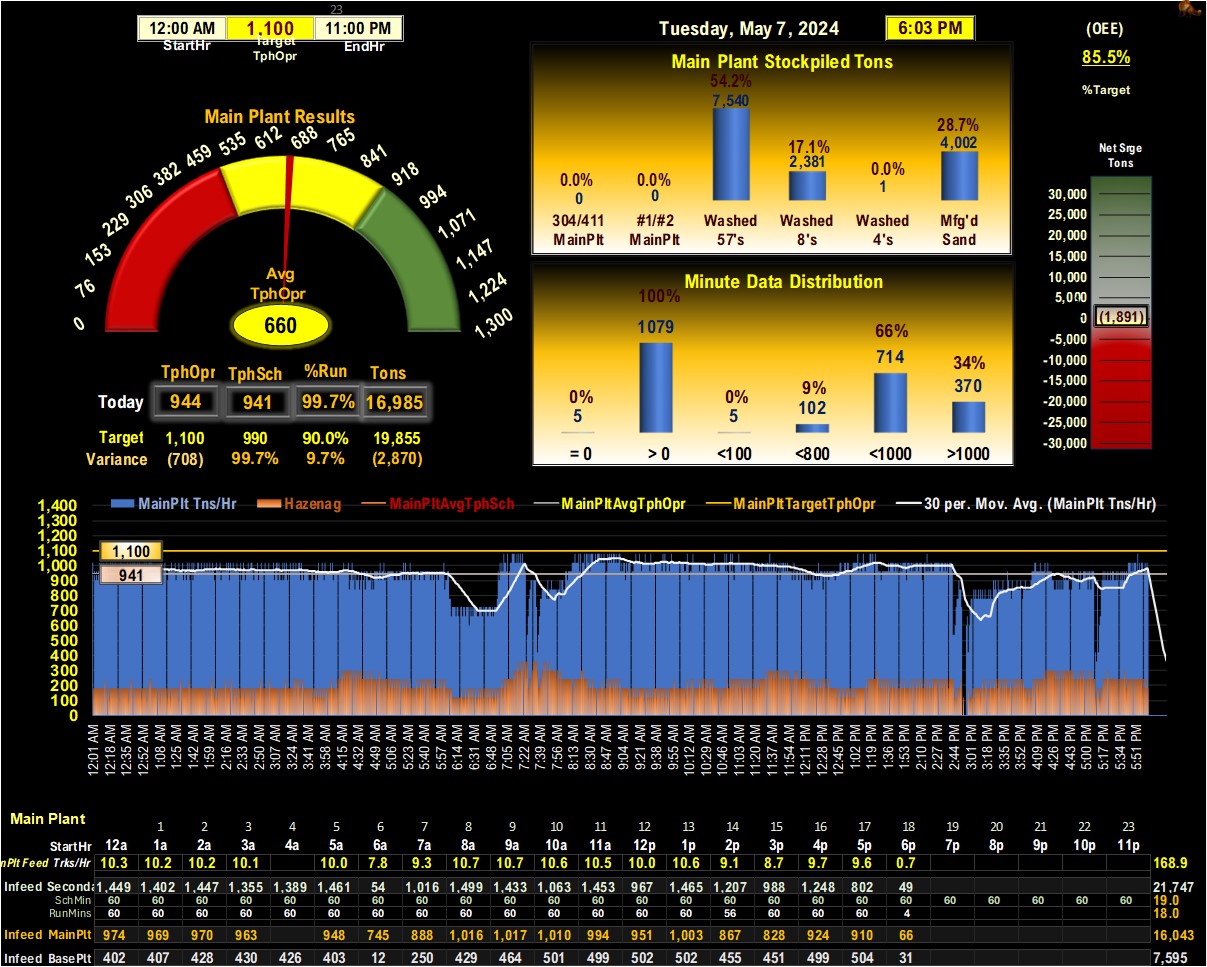 23
12:00 AM 1,100 11:00 PM
StartHr Target TphOpr EndHr
Tuesday, May 7, 2024 6:03 PM
(OEE)
85.5%
%Target
Main Plant Results
0 76 153 229 306 382 459 535 612 688 765 841 918 994 1,071 1,147 1,224 1,300
Avg
TphOpr
660
TphOpr TphSch %Run Tons
Today 944 941 99.7% 16,985
Target 1,100 990 90.0% 19,855
Variance (708) 99.7% 9.7% (2,870)
Main Plant Stockpiled Tons
0.0% 0.0% 54.2% 17.1% 0.0% 28.7%
0 0 7,540 2,381 1 4,002
304/411 #1/#2 Washed Washed Washed Mfg'd
MainPlt MainPlt 57's 8's 4's Sand
Minute Data Distribution
0% 100% 0% 9% 66% 34%
5 1079 5 102 714 370
= 0 > 0 <100 <800 <1000 >1000
Net Srge
Tons
30,000
25,000
20,000
15,000
10,000
5,000
0
(1,891)
-5,000
-10,000
-15,000
-20,000
-25,000
-30,000
MainPlt Tns/Hr Hazenag MainPltAvgTphSch MainPltAvgTphOpr MainPltTargetTphOpr 30 per. Mov. Avg. (MainPlt Tns/Hr)
1,400
1,300
1,200
1,100
1,000
900
800
700
600
500
400
300
200
100
0
1,100
941
12:01 AM 12:18 AM 12:35 AM 12:52 AM 1:08 AM 1:25 AM 1:42 AM 1:59 AM 2:16 AM 2:33 AM 2:50 AM 3:07 AM 3:24 AM 3:41 AM 3:58 AM 4:15 AM 4:32 AM 4:49 AM 5:06 AM 5:23 AM 5:40 AM 5:57 AM 6:14 AM 6:31 AM 6:48 AM 7:05 AM 7:22 AM 7:39 AM 7:56 AM 8:13 AM 8:30 AM 8:47 AM 9:04 AM 9:21 AM 9:38 AM 9:55 AM 10:12 AM 10:29 AM 10:46 AM 11:03 AM 11:20 AM 11:37 AM 11:54 AM 12:11 PM 12:28 PM 12:45 PM 1:02 PM 1:19 PM 1:36 PM 1:53 PM 2:10 PM 2:27 PM 2:44 PM 3:01 PM 3:18 PM 3:35 PM 3:52 PM 4:09 PM 4:26 PM 4:43 PM 5:00 PM 5:17 PM 5:34 PM 5:51 PM
Main Plant
1 2 3 4 5 6 7 8 9 10 11 12 13 14 15 16 17 18 19 20 21 22 23
StartHr 12a 1a 2a 3a 4a 5a 6a 7a 8a 9a 10a 11a 12p 1p 2p 3p 4p 5p 6p 7p 8p 9p 10p 11p
nPlt Feed Trks/Hr 10.3 10.2 10.2 10.1 10.0 7.8 9.3 10.7 10.7 10.6 10.5 10.0 10.6 9.1 8.7 9.7 9.6 0.7 168.9
Infeed Second 1,449 1,402 1,447 1,355 1,389 1,461 54 1,016 1,499 1,433 1,063 1,453 967 1,465 1,207 988 1,248 802 49 21,747
SchMin 60 60 60 60 60 60 60 60 60 60 60 60 60 60 60 60 60 60 60 60 60 60 60 60 19.0
RunMins 60 60 60 60 60 60 60 60 60 60 60 60 60 60 56 60 60 60 4 18.0
Infeed MainPlt 974 969 970 963 948 745 888 1,016 1,017 1,010 994 951 1,003 867 828 924 910 66 16,043
Infeed BasePlt 402 407 428 430 426 403 12 250 429 464 501 499 502 502 455 451 499 504 31 7,595